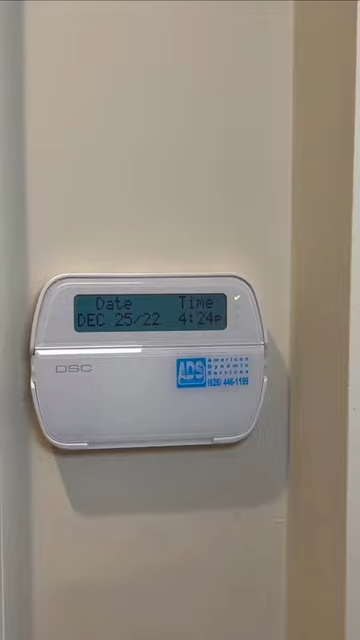 Date Time
DEC 25/22 4:24p
DSC
ADS
American
Dynamic
Services
(626) 446-1199